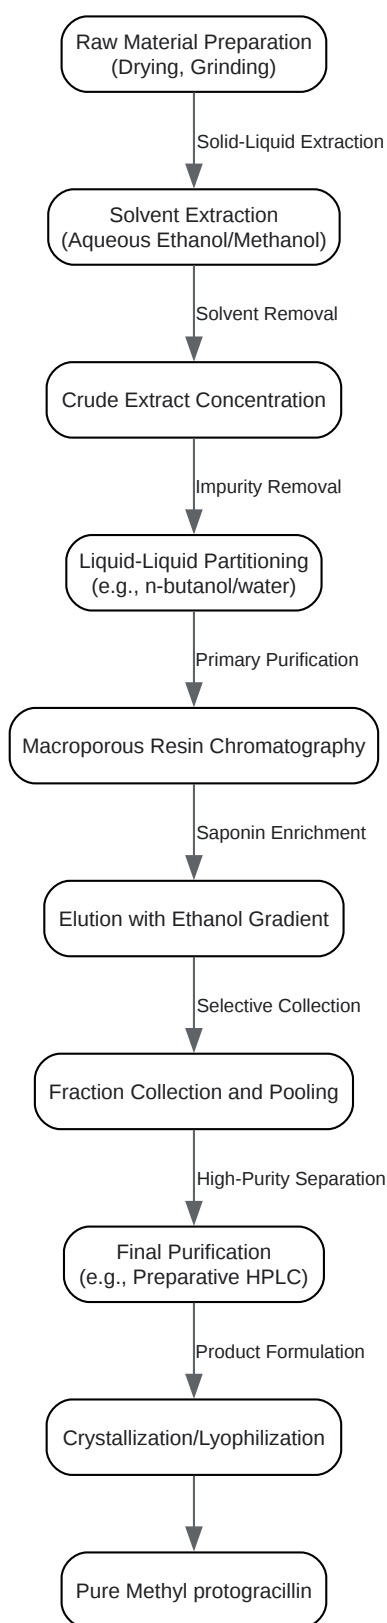 Raw Material Preparation
(Drying, Grinding)
Solid-Liquid Extraction
Solvent Extraction
(Aqueous Ethanol/Methanol)
Solvent Removal
Crude Extract Concentration
Impurity Removal
Liquid-Liquid Partitioning
(e.g., n-butanol/water)
Primary Purification
Macroporous Resin Chromatography
Saponin Enrichment
Elution with Ethanol Gradient
Selective Collection
Fraction Collection and Pooling
High-Purity Separation
Final Purification
(e.g., Preparative HPLC)
Product Formulation
Crystallization/Lyophilization
Pure Methyl protogracillin